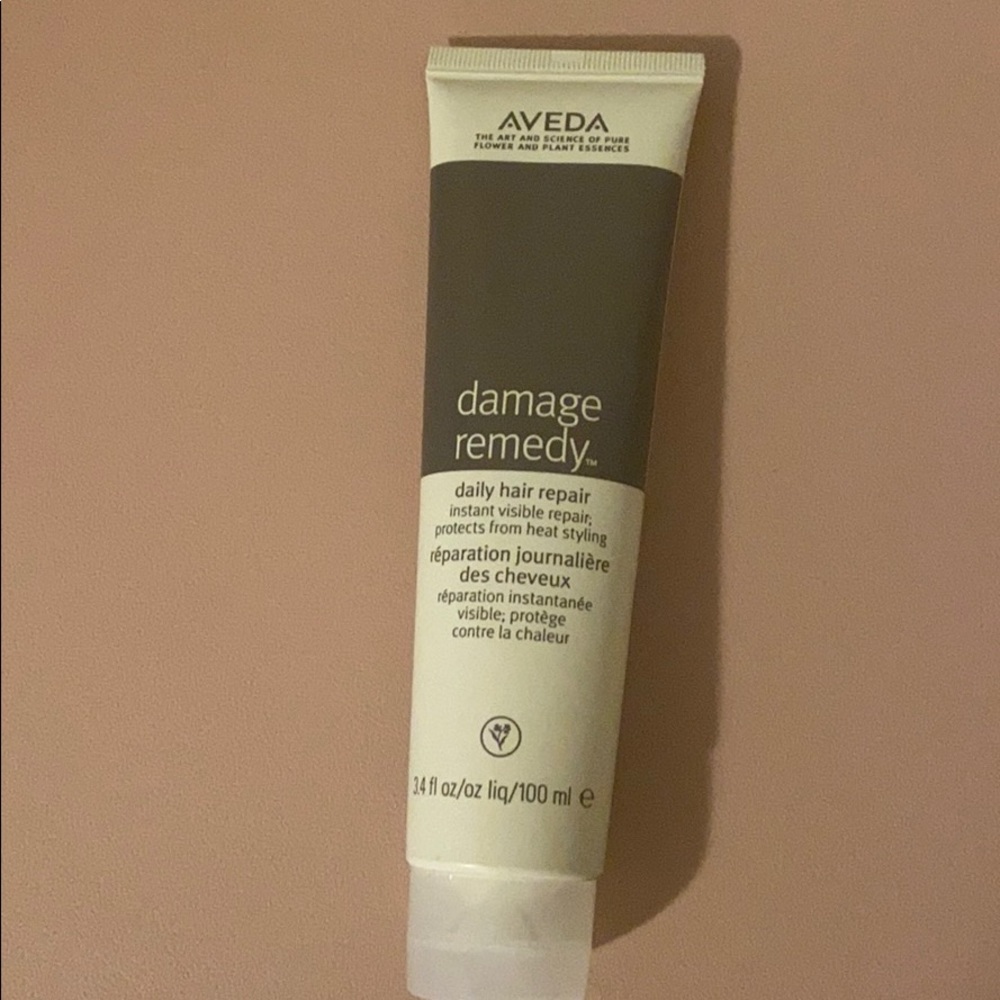 AVEDA
THE ART AND SCIENCE OF PURE
FLOWER AND PLANT ESSENCES
damage
remedy™
daily hair repair
instant visible repair;
protects from heat styling
réparation journalière
des cheveux
réparation instantanée
visible; protège
contre la chaleur
3.4 fl oz/oz liq/100 ml e